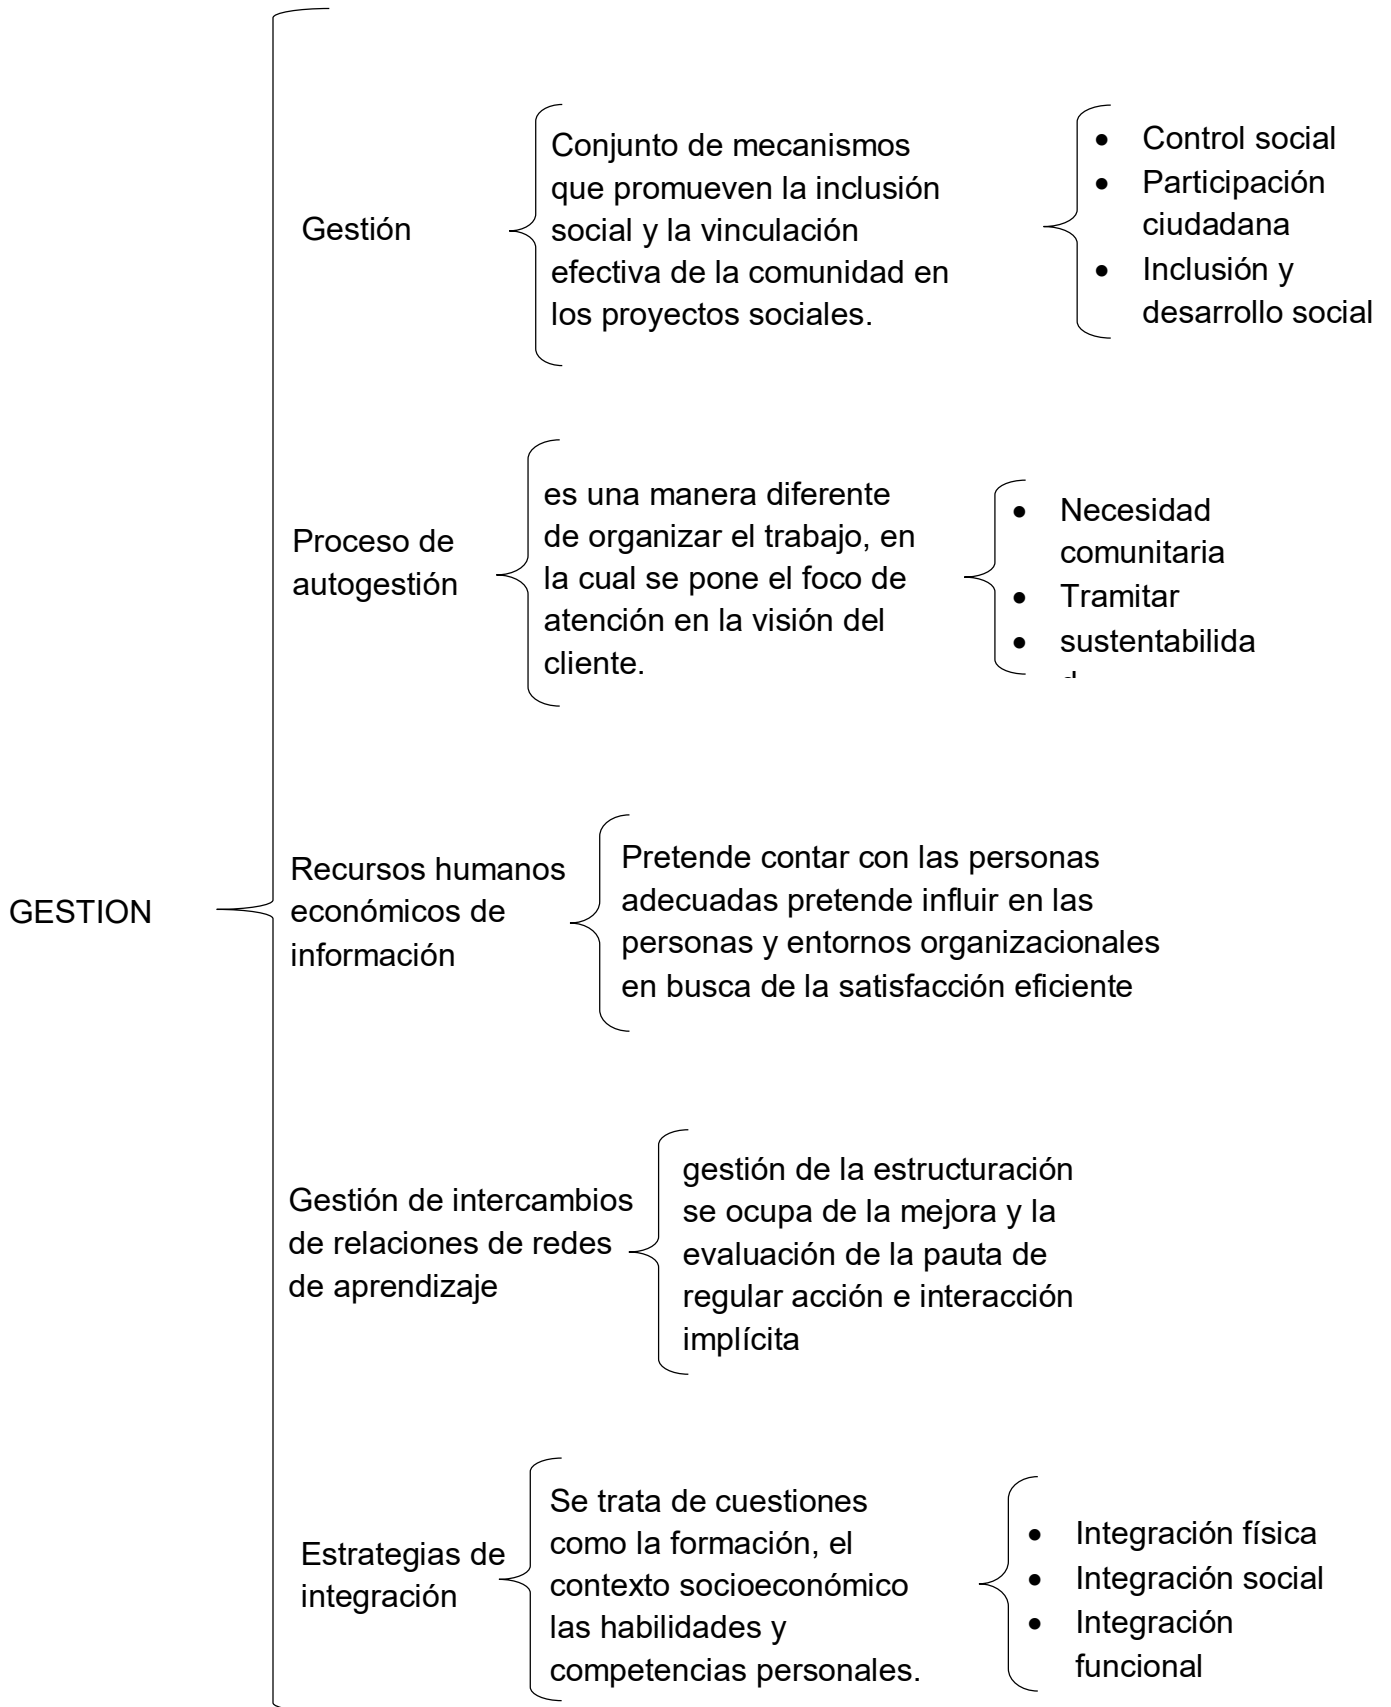 Gestión
Conjunto de mecanismos
que promueven la inclusión
social y la vinculación
efectiva de la comunidad en
los proyectos sociales.
• Control social
• Participación
ciudadana
• Inclusión y
desarrollo social
Proceso de
autogestión
es una manera diferente
de organizar el trabajo, en
la cual se pone el foco de
atención en la visión del
cliente.
• Necesidad
comunitaria
• Tramitar
• sustentabilida
GESTION
Recursos humanos
económicos de
información
Pretende contar con las personas
adecuadas pretende influir en las
personas y entornos organizacionales
en busca de la satisfacción eficiente
Gestión de intercambios
de relaciones de redes
de aprendizaje
gestión de la estructuración
se ocupa de la mejora y la
evaluación de la pauta de
regular acción e interacción
implícita
Estrategias de
integración
Se trata de cuestiones
como la formación, el
contexto socioeconómico
las habilidades y
competencias personales.
• Integración física
• Integración social
• Integración
funcional